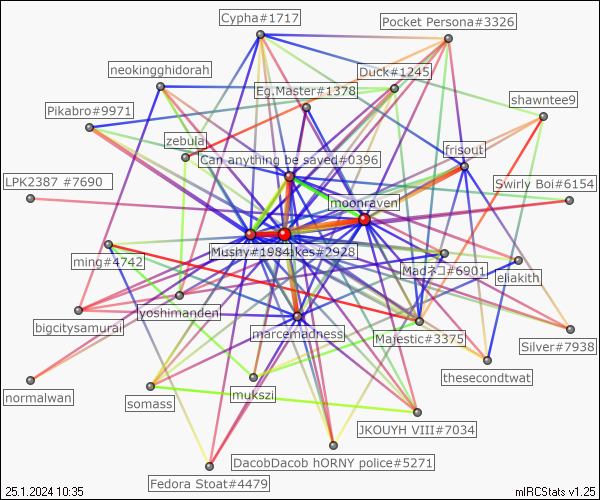 Cypha#1717
Pocket Persona#3326
neokingghidorah
Duck#1245
Eg.Master#1378
shawntee9
Pikabro#9971
zebula
frisout
Can anything be saved#0396
LPK2387 #7690
Swirly Boi#6154
moonraven
Mushy#1984
akes#2928
ming#4742
Madネコ#6901
eliakith
yoshimanden
bigcitysamurai
marcemadness
Majestic#3375
Silver#7938
thesecondtwat
normalwan
somass
mukszi
JKOUYH VIII#7034
DacobDacob hORNY police#5271
Fedora Stoat#4479
25.1.2024 10:35
mIRCStats v1.25